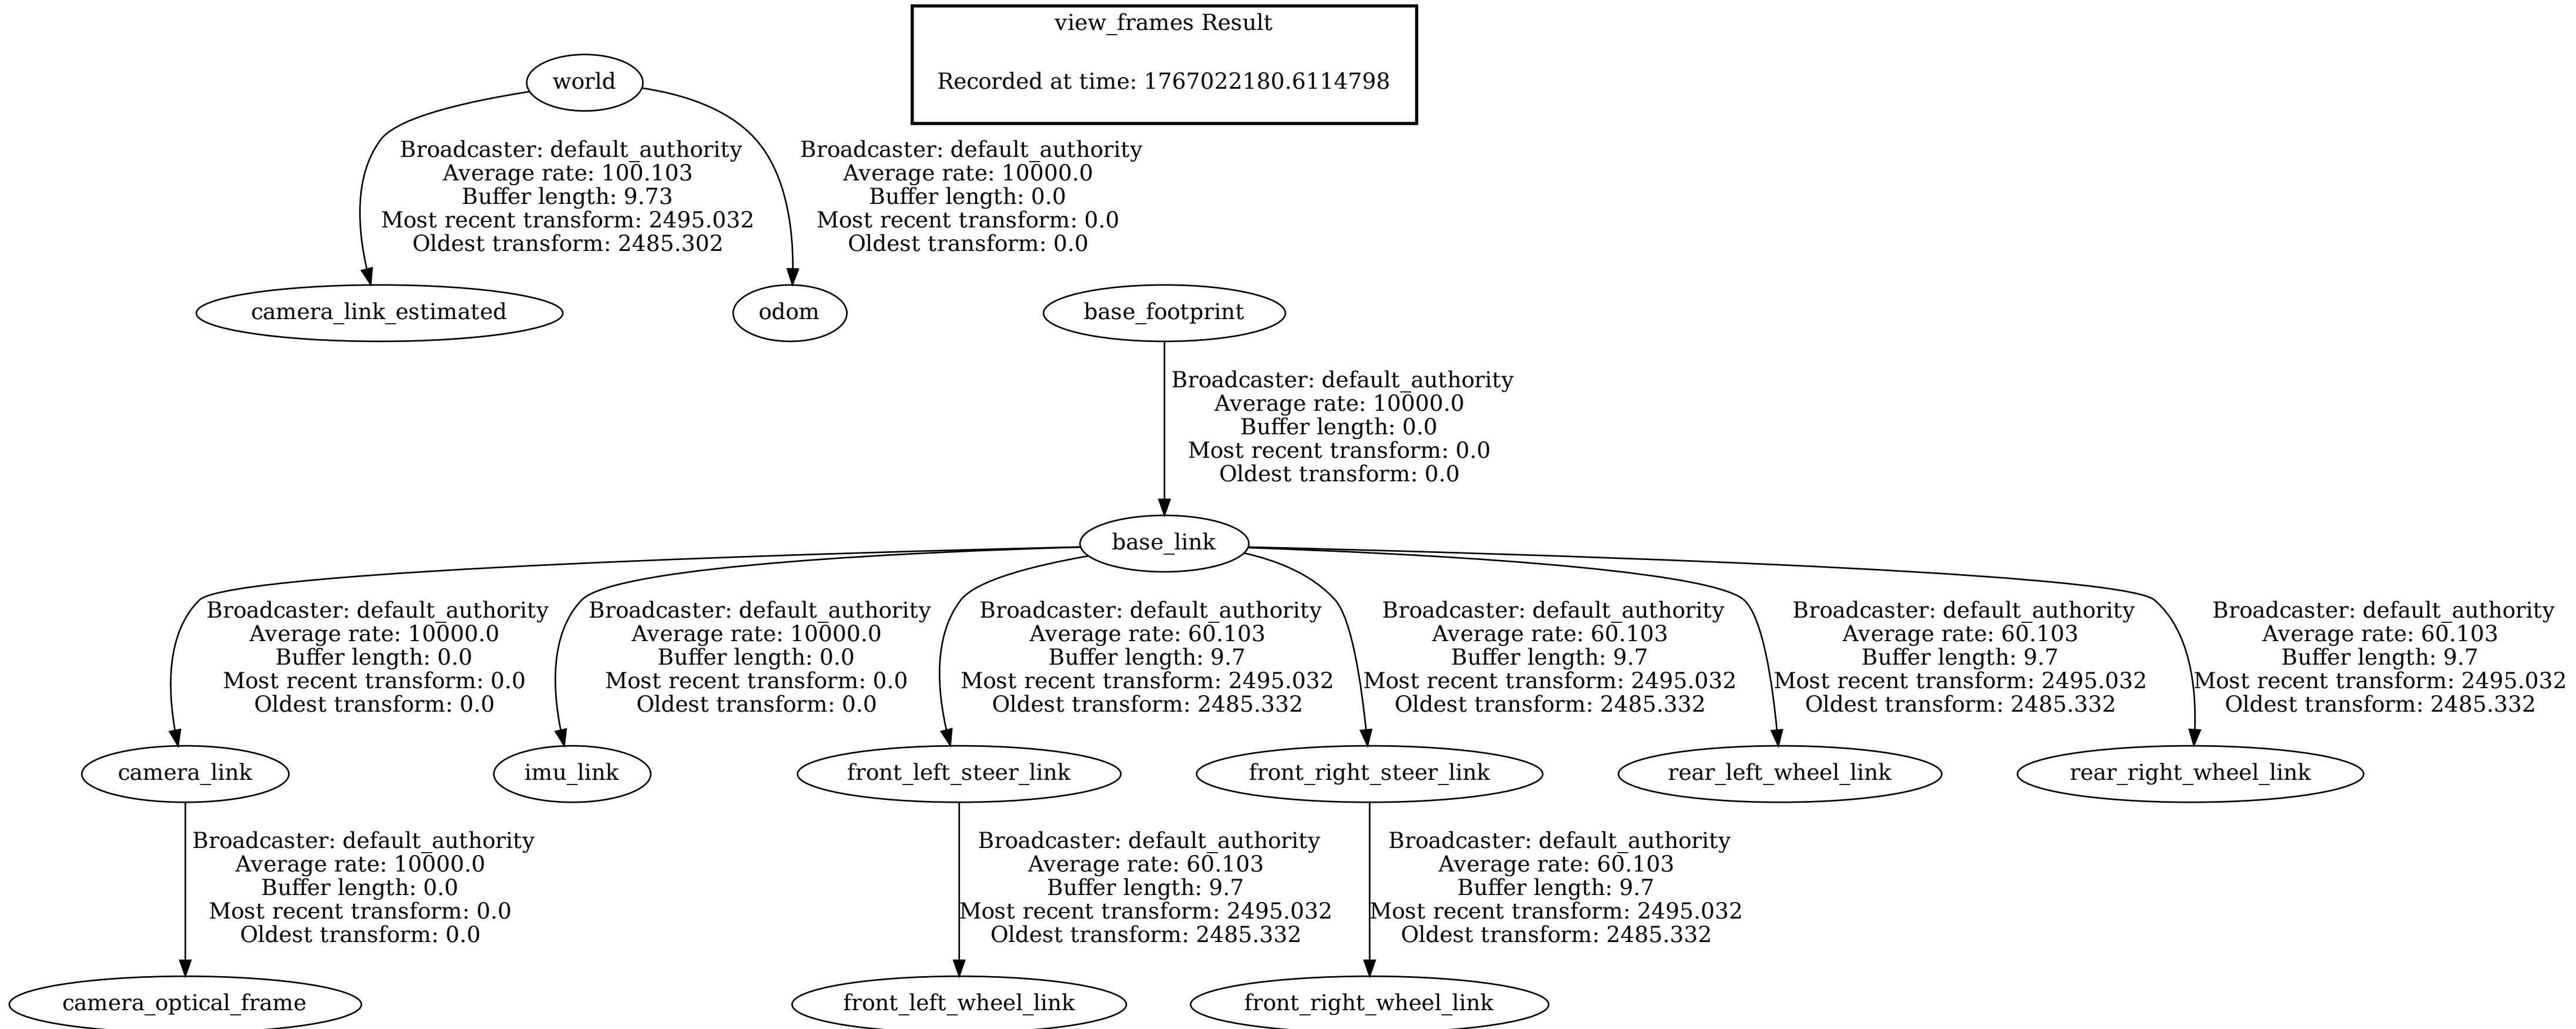 view_frames Result
Recorded at time: 1767022180.6114798
world
Broadcaster: default_authority
Average rate: 100.103
Buffer length: 9.73
Most recent transform: 2495.032
Oldest transform: 2485.302
Broadcaster: default_authority
Average rate: 10000.0
Buffer length: 0.0
Most recent transform: 0.0
Oldest transform: 0.0
camera_link_estimated
odom
base_footprint
Broadcaster: default_authority
Average rate: 10000.0
Buffer length: 0.0
Most recent transform: 0.0
Oldest transform: 0.0
base_link
Broadcaster: default_authority
Average rate: 10000.0
Buffer length: 0.0
Most recent transform: 0.0
Oldest transform: 0.0
Broadcaster: default_authority
Average rate: 10000.0
Buffer length: 0.0
Most recent transform: 0.0
Oldest transform: 0.0
Broadcaster: default_authority
Average rate: 60.103
Buffer length: 9.7
Most recent transform: 2495.032
Oldest transform: 2485.332
Broadcaster: default_authority
Average rate: 60.103
Buffer length: 9.7
Most recent transform: 2495.032
Oldest transform: 2485.332
Broadcaster: default_authority
Average rate: 60.103
Buffer length: 9.7
Most recent transform: 2495.032
Oldest transform: 2485.332
Broadcaster: default_authority
Average rate: 60.103
Buffer length: 9.7
Most recent transform: 2495.032
Oldest transform: 2485.332
camera_link
imu_link
front_left_steer_link
front_right_steer_link
rear_left_wheel_link
rear_right_wheel_link
Broadcaster: default_authority
Average rate: 10000.0
Buffer length: 0.0
Most recent transform: 0.0
Oldest transform: 0.0
Broadcaster: default_authority
Average rate: 60.103
Buffer length: 9.7
Most recent transform: 2495.032
Oldest transform: 2485.332
Broadcaster: default_authority
Average rate: 60.103
Buffer length: 9.7
Most recent transform: 2495.032
Oldest transform: 2485.332
camera_optical_frame
front_left_wheel_link
front_right_wheel_link